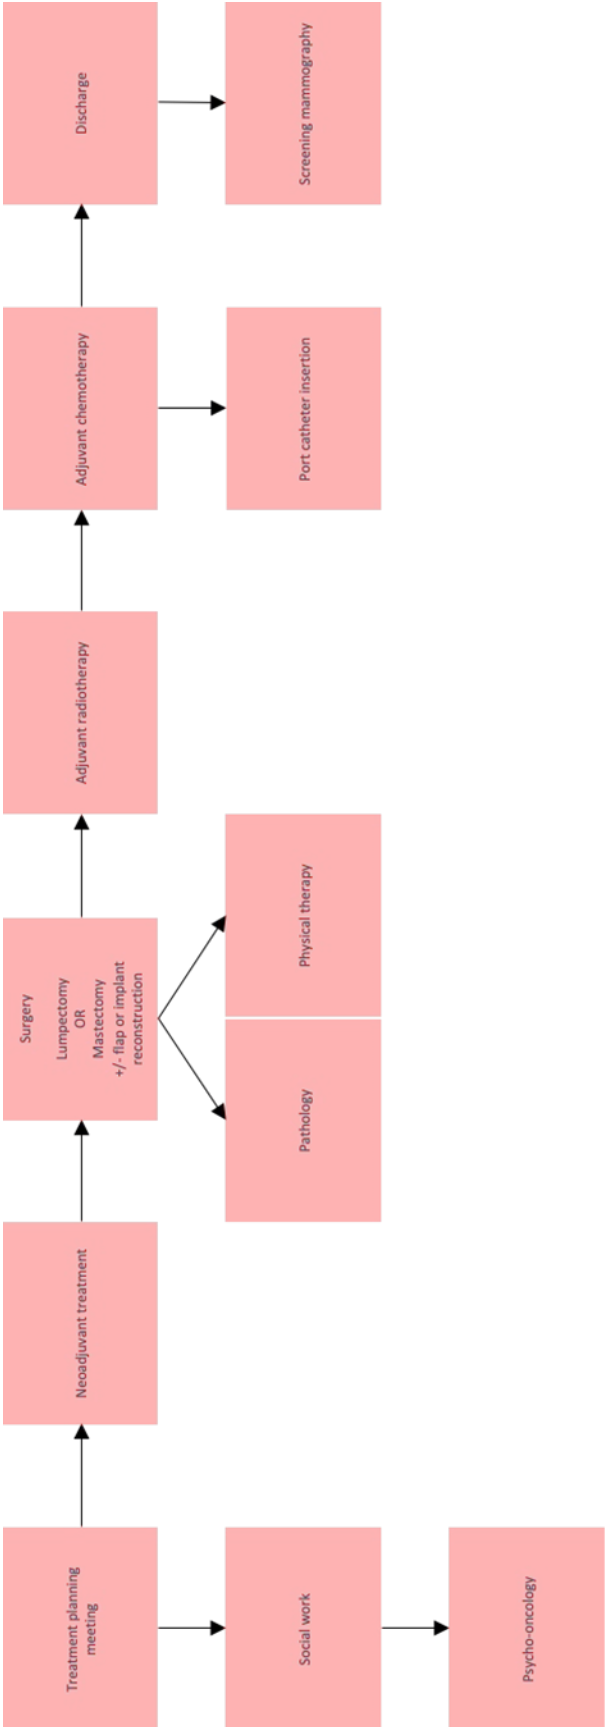 Treatment planning
meeting
Neoadjuvant treatment
Surgery
Lumpectomy
OR
Mastectomy
+/- flap or implant
reconstruction
Adjuvant radiotherapy
Adjuvant chemotherapy
Discharge
Social work
Pathology
Physical therapy
Port catheter insertion
Screening mammography
Psycho-oncology